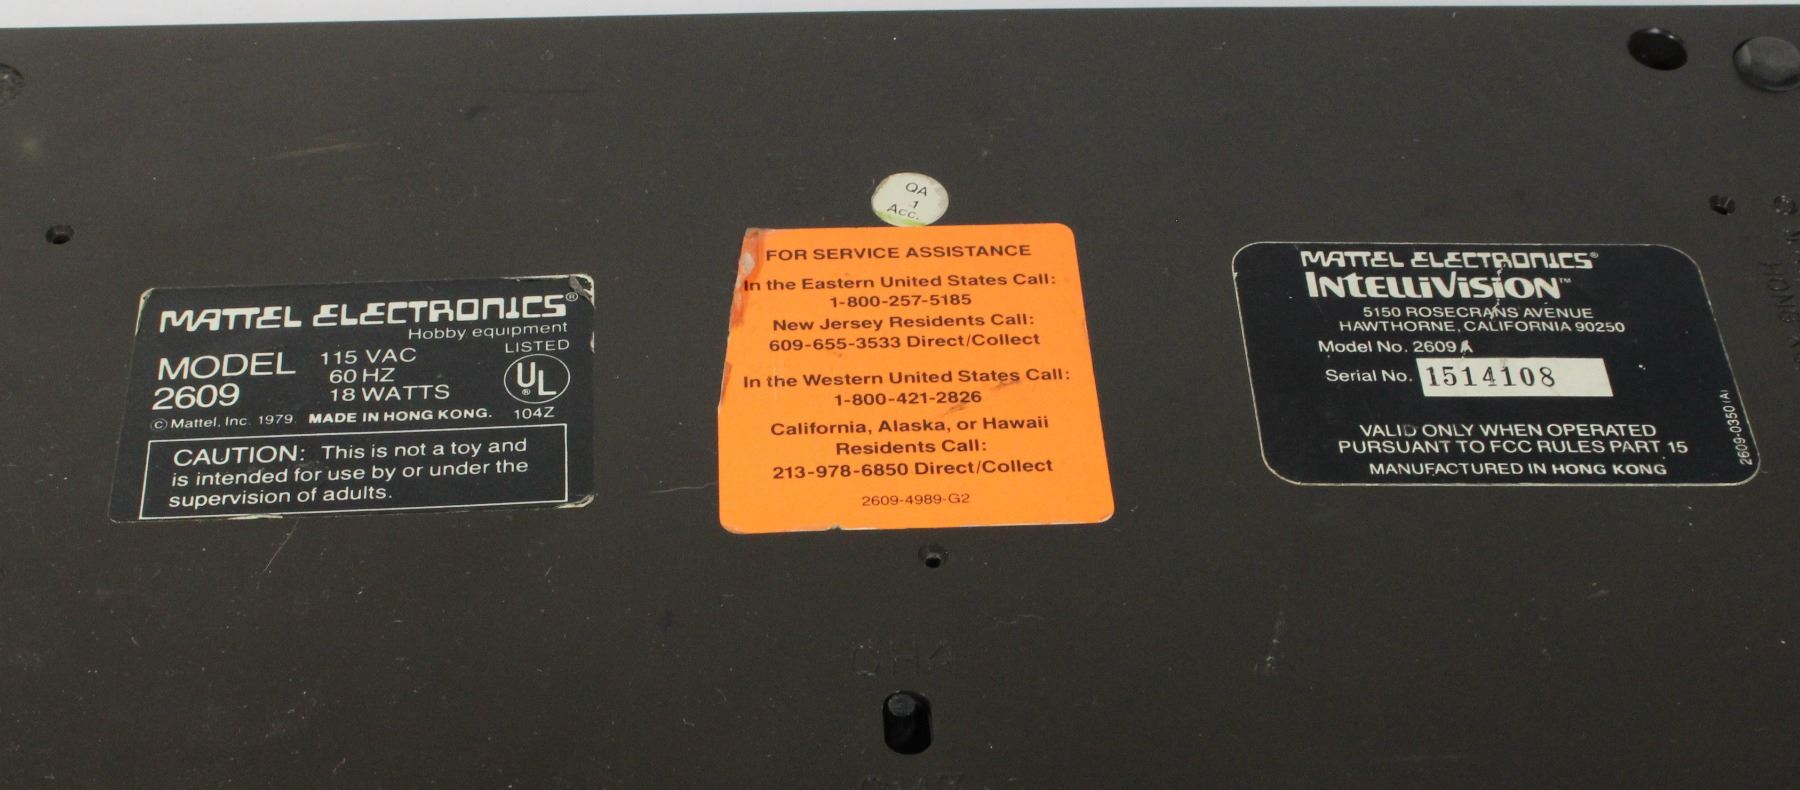 QA
1
Acc.
MATTEL ELECTRONICS®
Hobby equipment
MODEL
2609
115 VAC
60 HZ
18 WATTS
LISTED
UL
®
104Z
© Mattel, Inc. 1979. MADE IN HONG KONG.
CAUTION: This is not a toy and
is intended for use by or under the
supervision of adults.
FOR SERVICE ASSISTANCE
In the Eastern United States Call:
1-800-257-5185
New Jersey Residents Call:
609-655-3533 Direct/Collect
In the Western United States Call:
1-800-421-2826
California, Alaska, or Hawaii
Residents Call:
213-978-6850 Direct/Collect
2609-4989-G2
MATTEL ELECTRONICS®
INTELLIVISION™
5150 ROSECRANS AVENUE
HAWTHORNE, CALIFORNIA 90250
Model No. 2609 A
Serial No. 1514108
VALID ONLY WHEN OPERATED
PURSUANT TO FCC RULES PART 15
MANUFACTURED IN HONG KONG
2609-0350 (A)
CH4